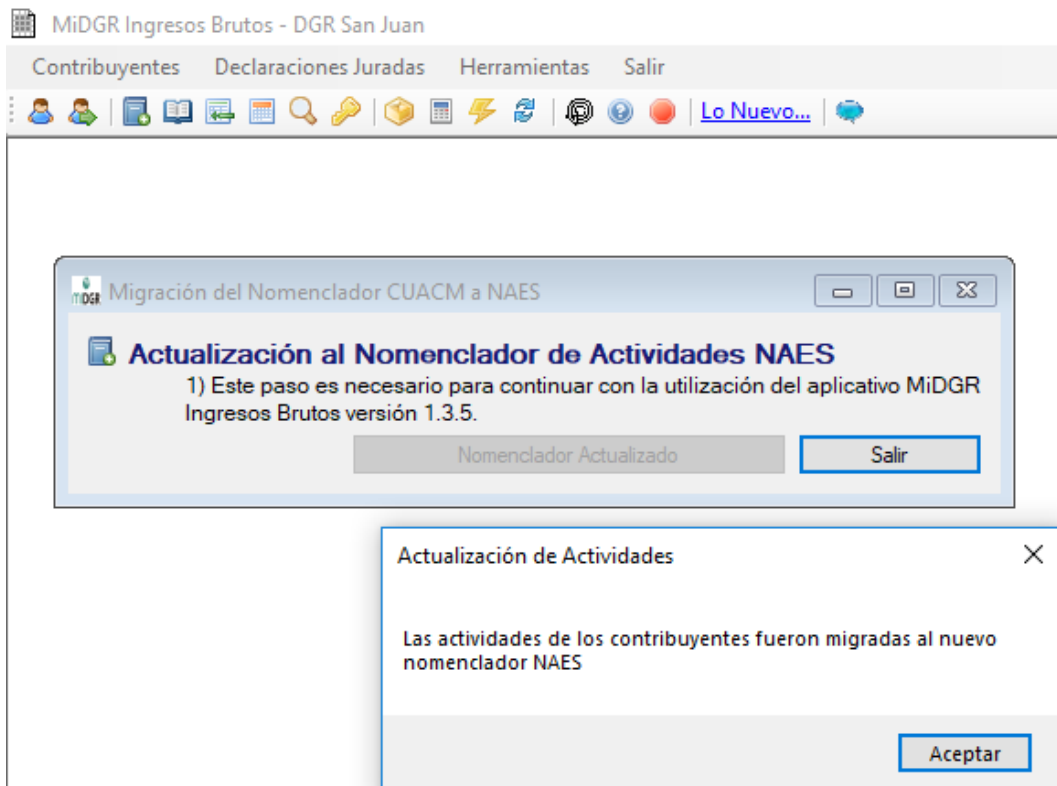 MiDGR Ingresos Brutos - DGR San Juan
Contribuyentes Declaraciones Juradas Herramientas Salir
Lo Nuevo...
MiDGR Migración del Nomenclador CUACM a NAES
Actualización al Nomenclador de Actividades NAES
1) Este paso es necesario para continuar con la utilización del aplicativo MiDGR
Ingresos Brutos versión 1.3.5.
Nomenclador Actualizado Salir
Actualización de Actividades
Las actividades de los contribuyentes fueron migradas al nuevo
nomenclador NAES
Aceptar